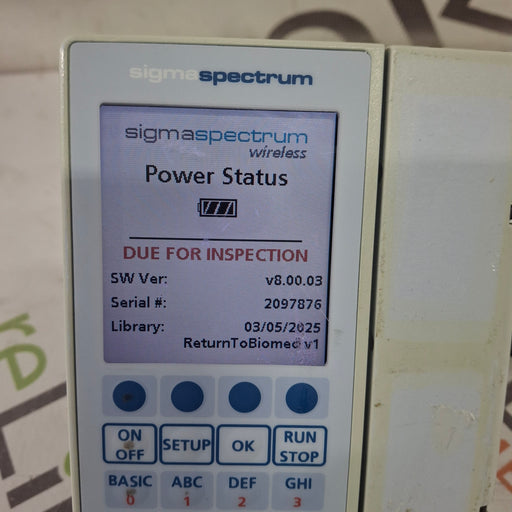 sigmaspectrum
sigmaspectrum
wireless
Power Status
DUE FOR INSPECTION
SW Ver: v8.00.03
Serial #: 2097876
Library: 03/05/2025
ReturnToBiomed v1
ON OFF SETUP OK RUN STOP
BASIC ABC DEF GHI
0 1 2 3